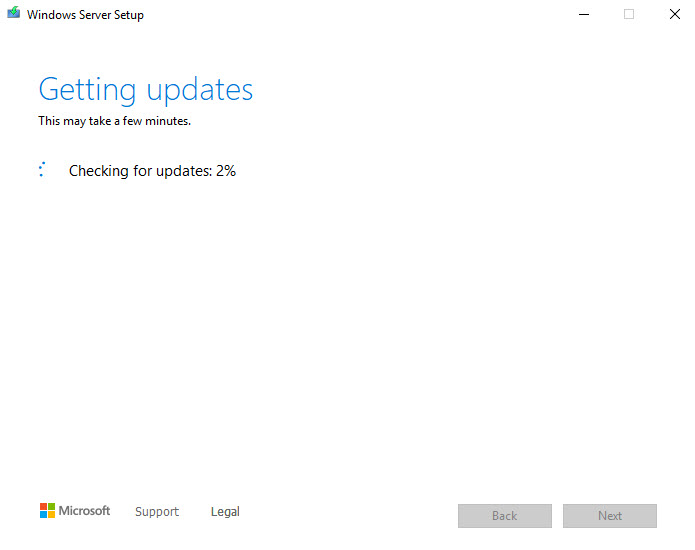 Windows Server Setup
Getting updates
This may take a few minutes.
Checking for updates: 2%
Microsoft Support Legal Back Next